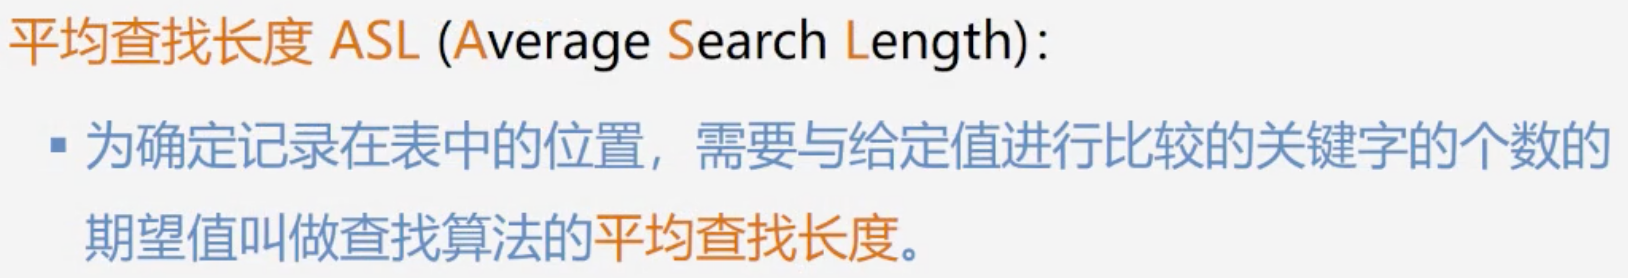 平均查找长度 ASL (Average Search Length)：
▪ 为确定记录在表中的位置，需要与给定值进行比较的关键字的个数的
期望值叫做查找算法的平均查找长度。